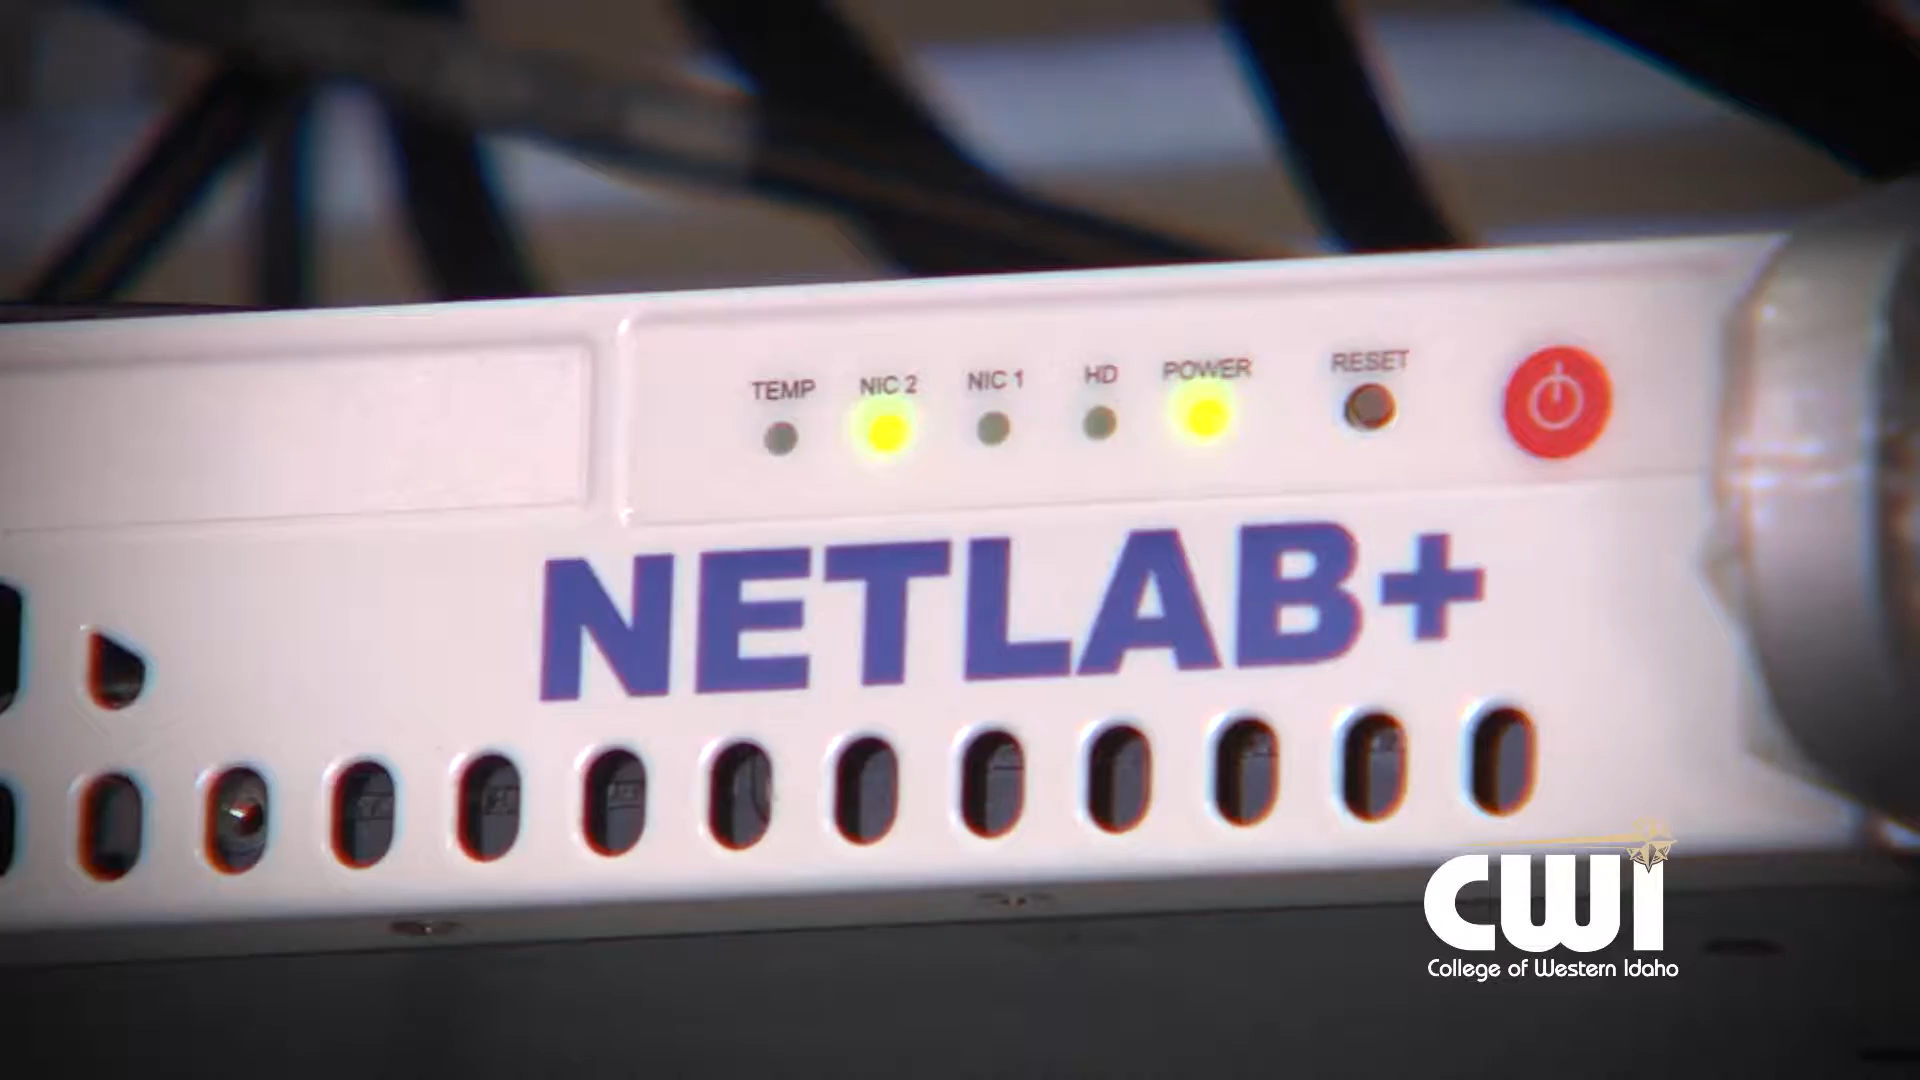 TEMP NIC 2 NIC 1 HD POWER RESET
NETLAB+
CWI
College of Western Idaho